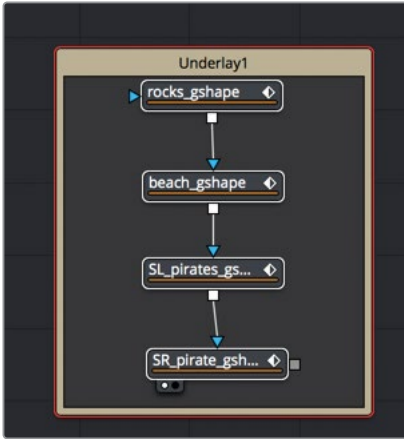 Underlay1
rocks_gshape
beach_gshape
SL_pirates_gs...
SR_pirate_gsh...